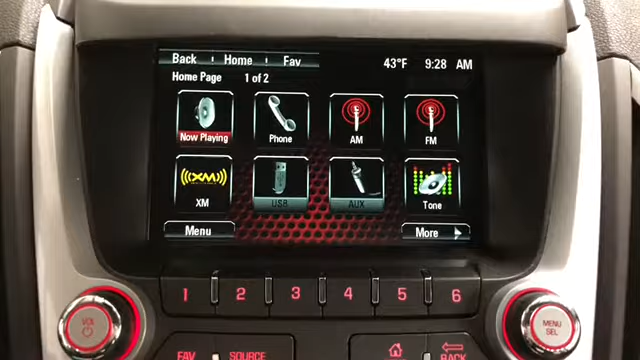 Back Home Fav 43°F 9:28 AM
Home Page 1 of 2
Now Playing Phone AM FM
XM
XM USB AUX Tone
Menu More
1 2 3 4 5 6
VOL MENU SEL
FAV SOURCE BACK